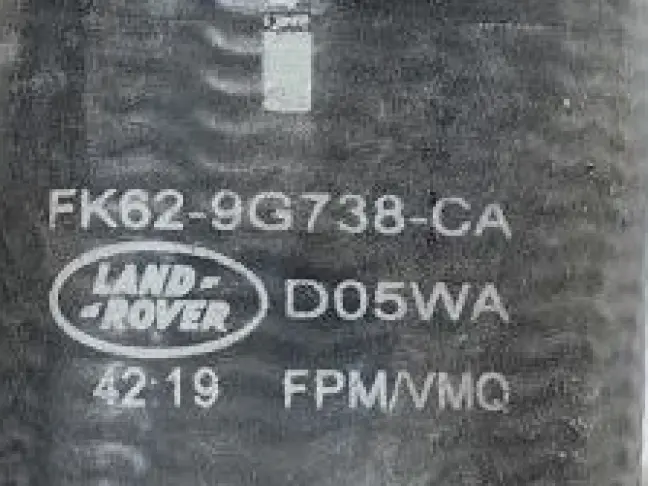 FK62-9G738-CA
LAND-
-ROVER
D05WA
42:19 FPM/VMQ